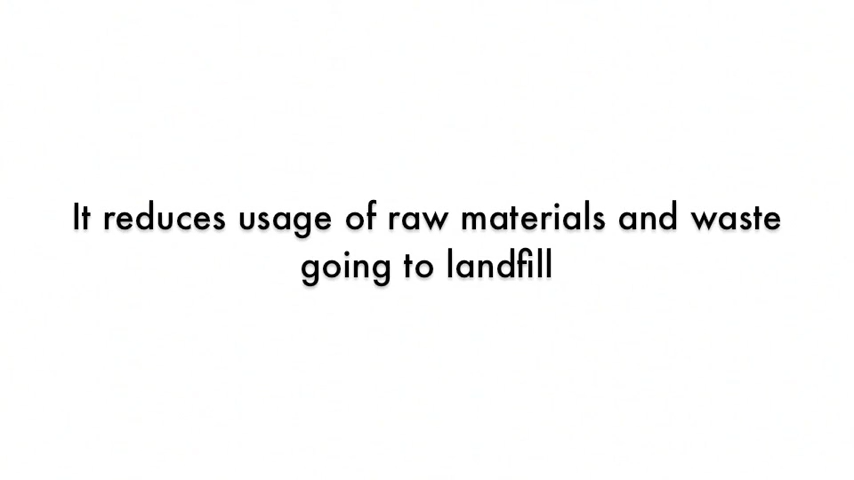 It reduces usage of raw materials and waste
going to landfill